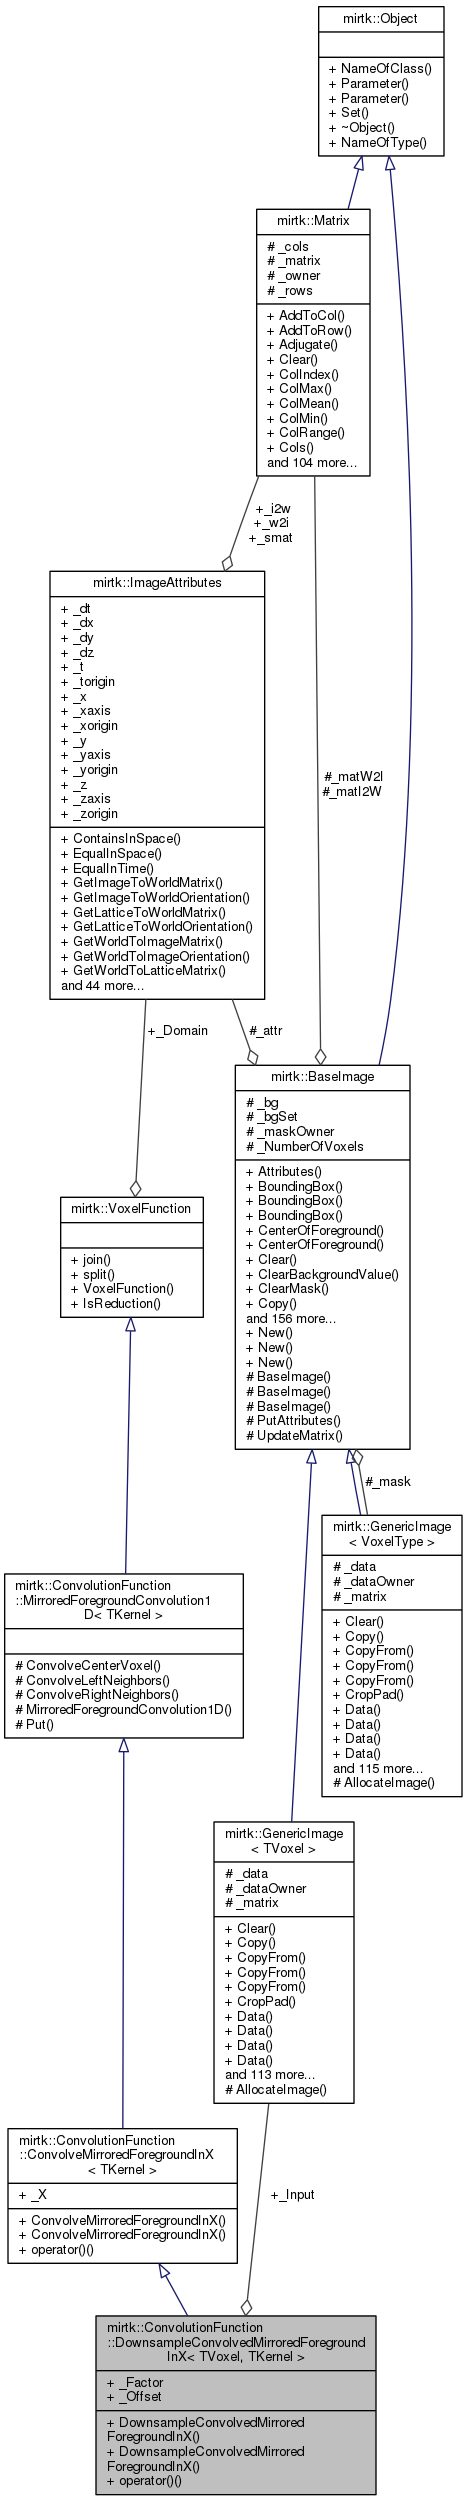 mirtk::Object
+ NameOfClass()
+ Parameter()
+ Parameter()
+ Set()
+ ~Object()
+ NameOfType()
mirtk::Matrix
# _cols
# _matrix
# _owner
# _rows
+ AddToCol()
+ AddToRow()
+ Adjugate()
+ Clear()
+ ColIndex()
+ ColMax()
+ ColMean()
+ ColMin()
+ ColRange()
+ Cols()
and 104 more...
+_i2w
+_w2i
+_smat
mirtk::ImageAttributes
+ _dt
+ _dx
+ _dy
+ _dz
+ _t
+ _torigin
+ _x
+ _xaxis
+ _xorigin
+ _y
+ _yaxis
+ _yorigin
+ _z
+ _zaxis
+ _zorigin
+ ContainsInSpace()
+ EqualInSpace()
+ EqualInTime()
+ GetImageToWorldMatrix()
+ GetImageToWorldOrientation()
+ GetLatticeToWorldMatrix()
+ GetLatticeToWorldOrientation()
+ GetWorldToImageMatrix()
+ GetWorldToImageOrientation()
+ GetWorldToLatticeMatrix()
and 44 more...
#_matW2I
#_matI2W
+_Domain
#_attr
mirtk::BaseImage
# _bg
# _bgSet
# _maskOwner
# _NumberOfVoxels
+ Attributes()
+ BoundingBox()
+ BoundingBox()
+ BoundingBox()
+ CenterOfForeground()
+ CenterOfForeground()
+ Clear()
+ ClearBackgroundValue()
+ ClearMask()
+ Copy()
and 156 more...
+ New()
+ New()
+ New()
# BaseImage()
# BaseImage()
# BaseImage()
# PutAttributes()
# UpdateMatrix()
mirtk::VoxelFunction
+ join()
+ split()
+ VoxelFunction()
+ IsReduction()
#_mask
mirtk::GenericImage
< VoxelType >
# _data
# _dataOwner
# _matrix
+ Clear()
+ Copy()
+ CopyFrom()
+ CopyFrom()
+ CopyFrom()
+ CropPad()
+ Data()
+ Data()
+ Data()
+ Data()
and 115 more...
# AllocateImage()
mirtk::ConvolutionFunction
::MirroredForegroundConvolution1
D< TKernel >
# ConvolveCenterVoxel()
# ConvolveLeftNeighbors()
# ConvolveRightNeighbors()
# MirroredForegroundConvolution1D()
# Put()
mirtk::GenericImage
< TVoxel >
# _data
# _dataOwner
# _matrix
+ Clear()
+ Copy()
+ CopyFrom()
+ CopyFrom()
+ CopyFrom()
+ CropPad()
+ Data()
+ Data()
+ Data()
+ Data()
and 113 more...
# AllocateImage()
mirtk::ConvolutionFunction
::ConvolveMirroredForegroundInX
< TKernel >
+ _X
+ ConvolveMirroredForegroundInX()
+ ConvolveMirroredForegroundInX()
+ operator()()
+_Input
mirtk::ConvolutionFunction
::DownsampleConvolvedMirroredForeground
InX< TVoxel, TKernel >
+ _Factor
+ _Offset
+ DownsampleConvolvedMirrored
ForegroundInX()
+ DownsampleConvolvedMirrored
ForegroundInX()
+ operator()()